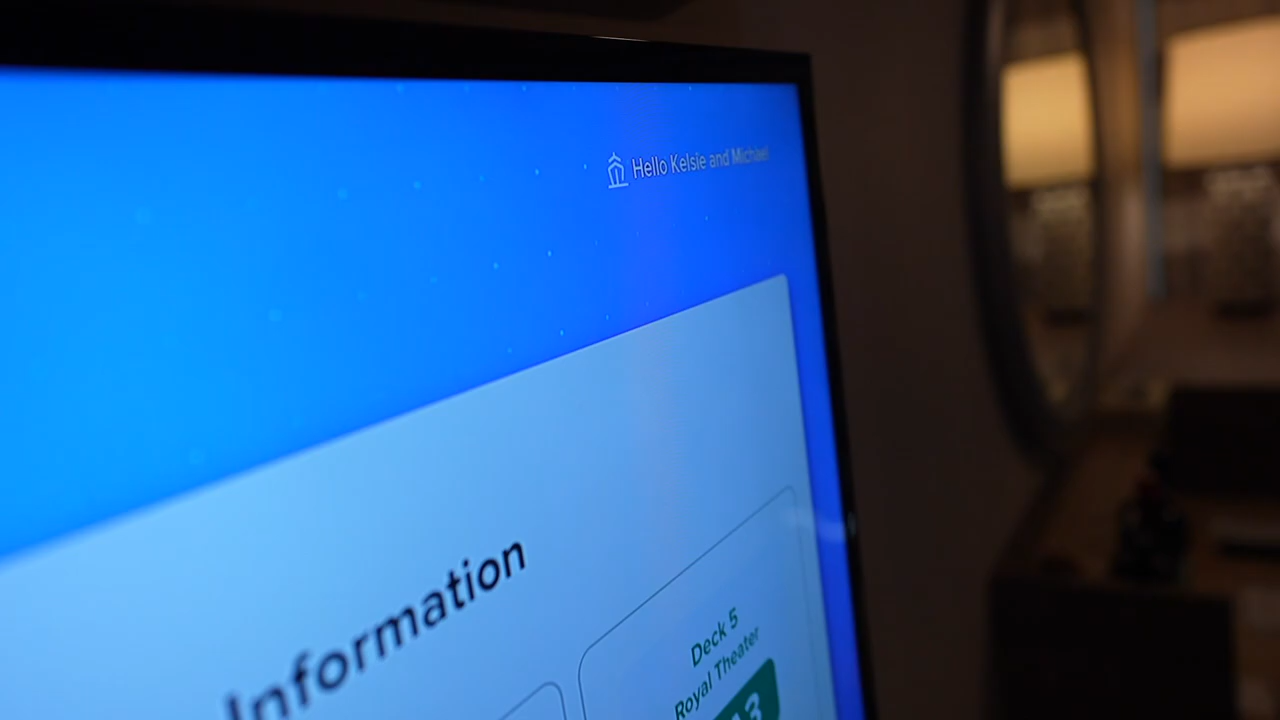 Hello Kelsie and Michael
Information
Deck 5
Royal Theater